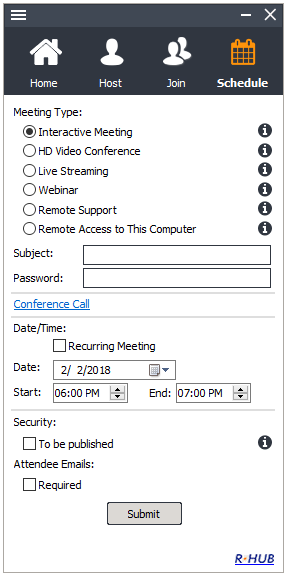 Home Host Join Schedule
Meeting Type:
Interactive Meeting
HD Video Conference
Live Streaming
Webinar
Remote Support
Remote Access to This Computer
Subject:
Password:
Conference Call
Date/Time:
Recurring Meeting
Date: 2/ 2/2018
Start: 06:00 PM End: 07:00 PM
Security:
To be published
Attendee Emails:
Required
Submit
R·HUB